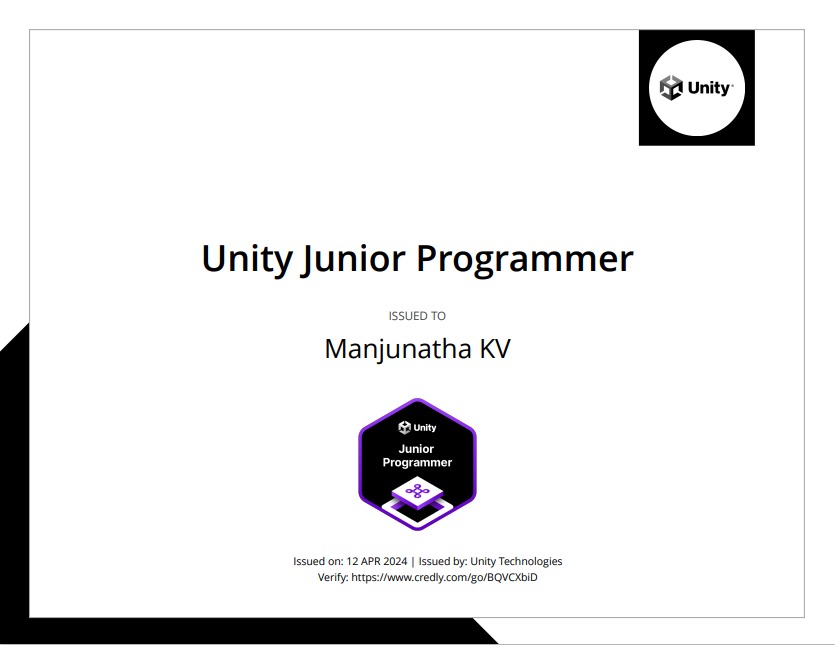 Unity
Unity Junior Programmer
ISSUED TO
Manjunatha KV
Unity
Junior
Programmer
Issued on: 12 APR 2024 | Issued by: Unity Technologies
Verify: https://www.credly.com/go/BQVCXbiD